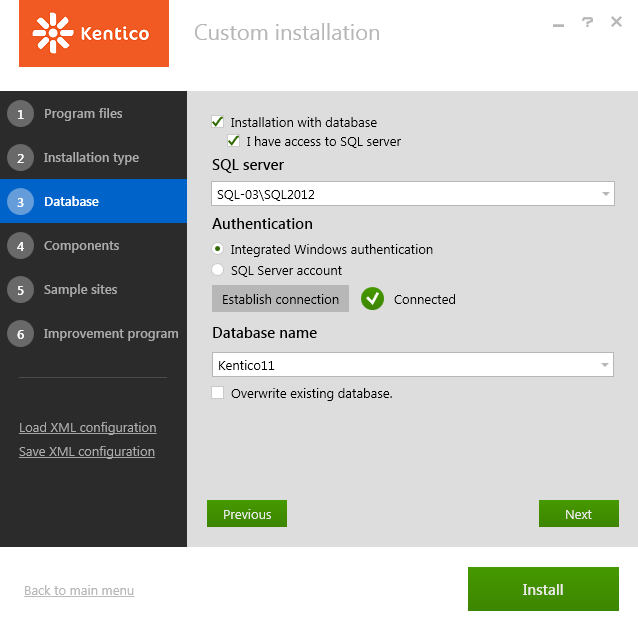 Kentico
Custom installation
?
1 Program files
2 Installation type
3 Database
4 Components
5 Sample sites
6 Improvement program
Load XML configuration
Save XML configuration
Installation with database
I have access to SQL server
SQL server
SQL-03\SQL2012
Authentication
Integrated Windows authentication
SQL Server account
Establish connection
Connected
Database name
Kentico11
Overwrite existing database.
Previous
Next
Back to main menu
Install